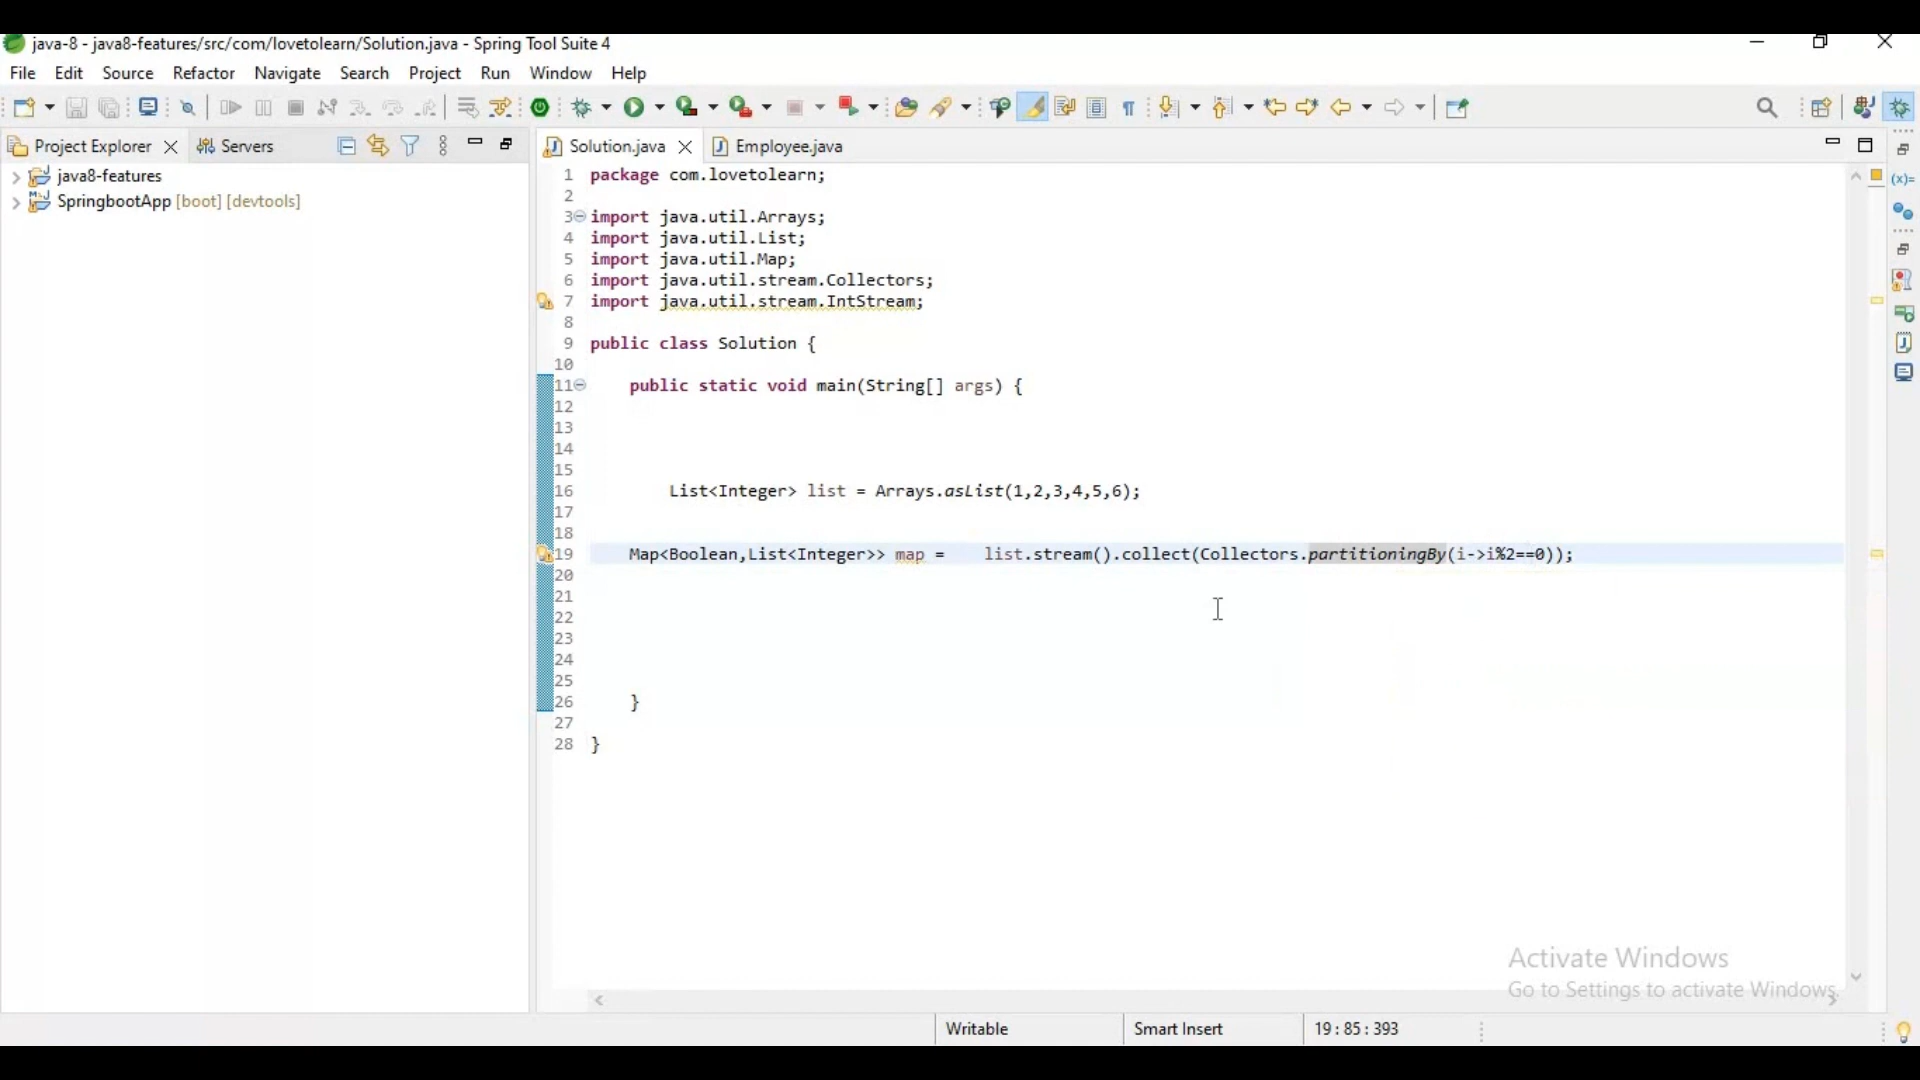 java-8 - java8-features/src/com/lovetolearn/Solution.java - Spring Tool Suite 4
File Edit Source Refactor Navigate Search Project Run Window Help
Project Explorer Servers
Solution.java Employee.java
java8-features
SpringbootApp [boot] [devtools]
1 package com.lovetolearn;
2
3 import java.util.Arrays;
4 import java.util.List;
5 import java.util.Map;
6 import java.util.stream.Collectors;
7 import java.util.stream.IntStream;
8
9 public class Solution {
10
11 public static void main(String[] args) {
12
13
14
15
16 List<Integer> list = Arrays.asList(1,2,3,4,5,6);
17
18
19 Map<Boolean,List<Integer>> map = list.stream().collect(Collectors.partitioningBy(i->i%2==0));
20
21
22
23
24
25
26 }
27
28 }
(x)=
Activate Windows
Go to Settings to activate Windows.
Writable Smart Insert 19 : 85 : 393